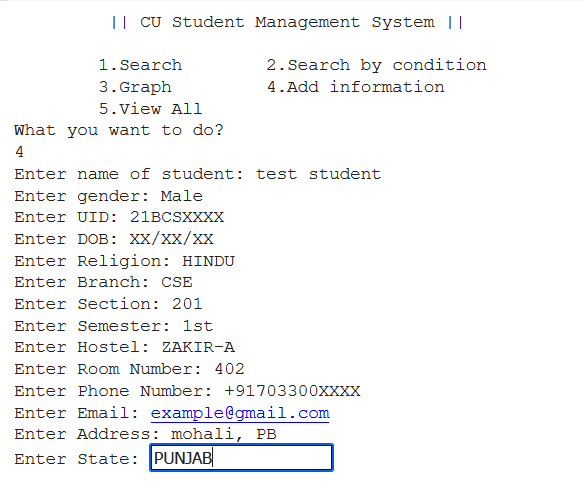 || CU Student Management System ||
1.Search 2.Search by condition
3.Graph 4.Add information
5.View All
What you want to do?
4
Enter name of student: test student
Enter gender: Male
Enter UID: 21BCSXXXX
Enter DOB: XX/XX/XX
Enter Religion: HINDU
Enter Branch: CSE
Enter Section: 201
Enter Semester: 1st
Enter Hostel: ZAKIR-A
Enter Room Number: 402
Enter Phone Number: +91703300XXXX
Enter Email: example@gmail.com
Enter Address: mohali, PB
Enter State: PUNJAB